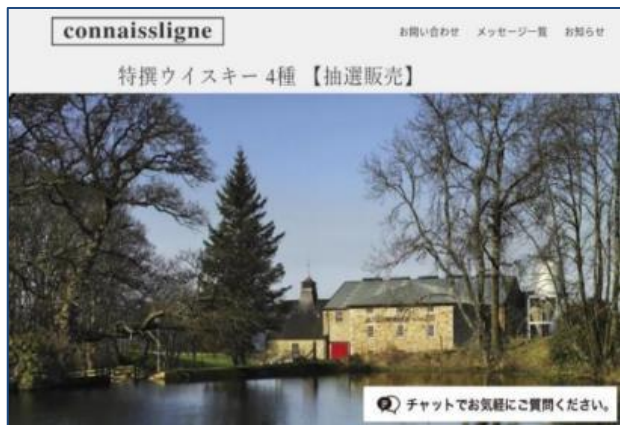 connaissligne
お問い合わせ メッセージ一覧 お知らせ
特撰ウイスキー 4種 【抽選販売】
チャットでお気軽にご質問ください。